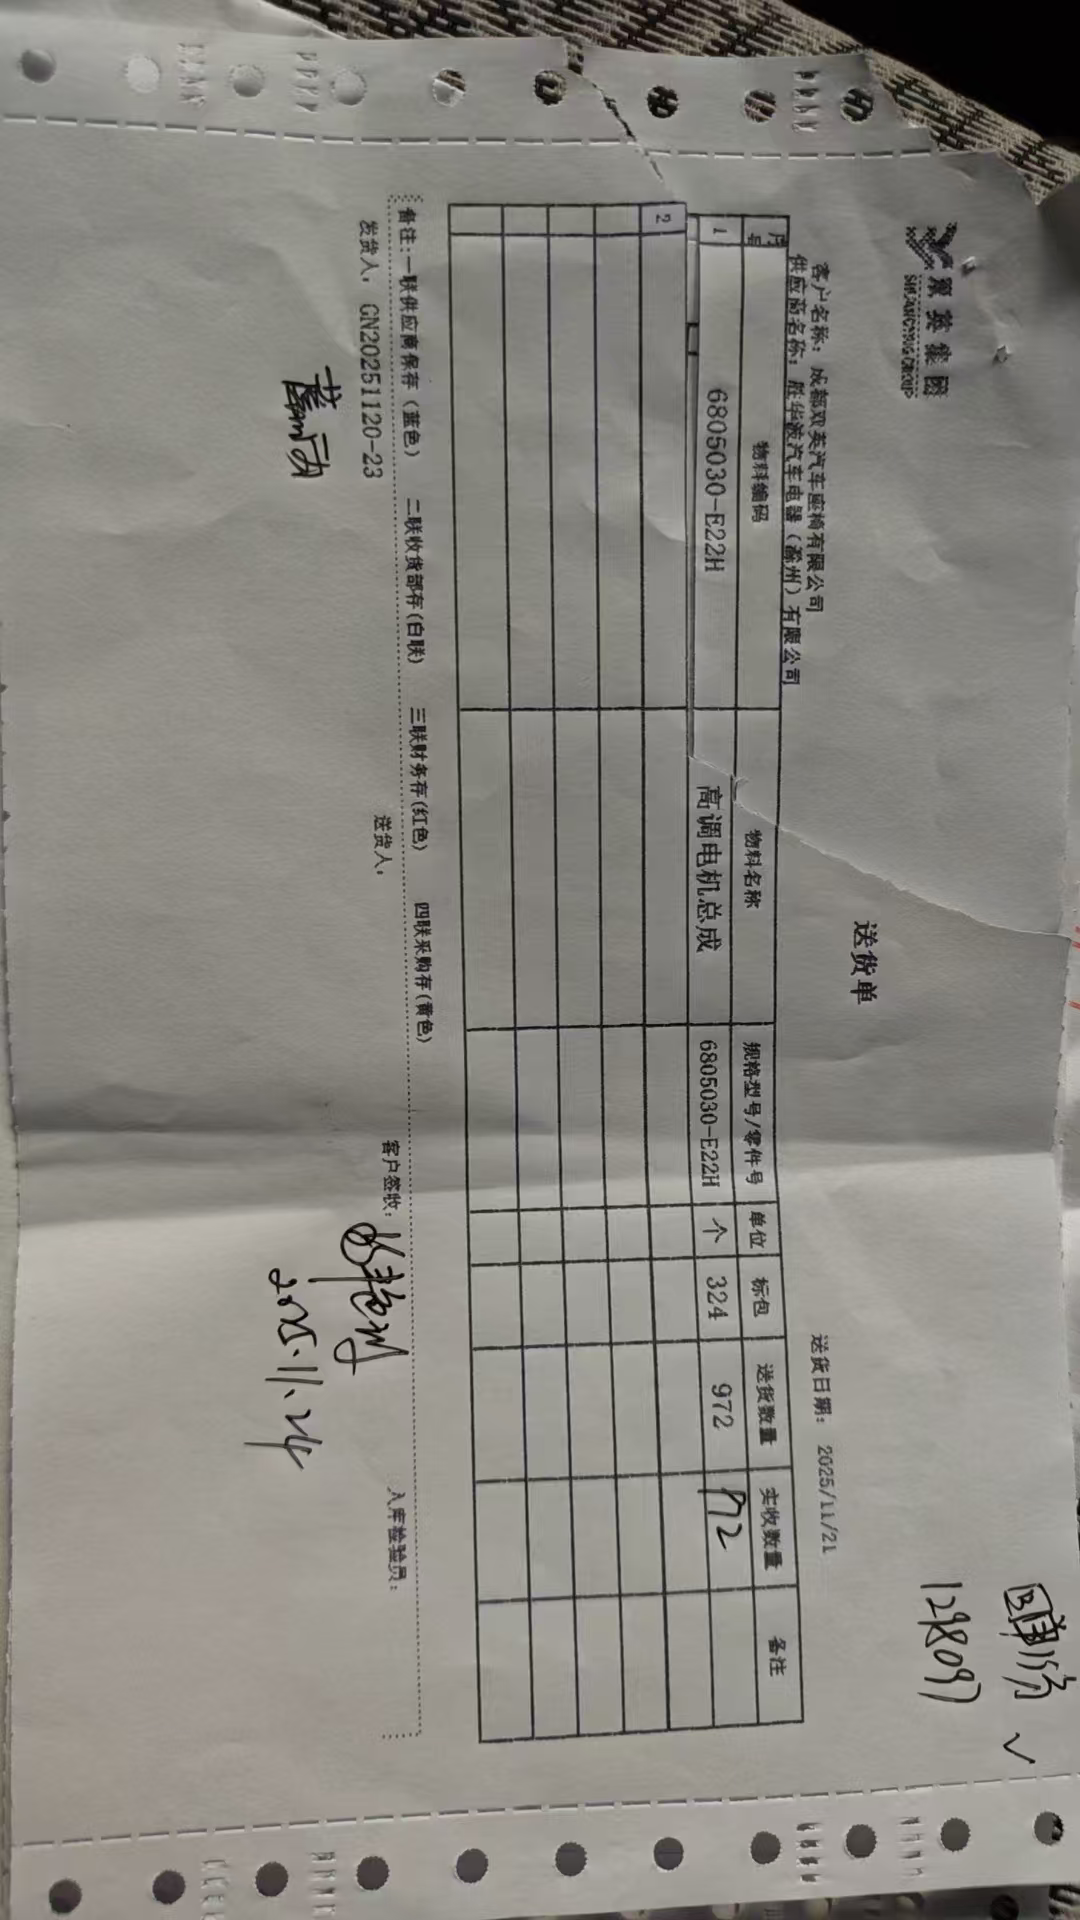 双英集团
SHUANGYING GROUP
128097
送货单
客户名称：成都双英汽车座椅有限公司
送货日期： 2025/11/21
供应商名称：胜华波汽车电器（滁州）有限公司
序号 物料编码 物料名称 规格型号/零件号 单位 标包 送货数量 实收数量 备注
1 6805030-E22H 高调电机总成 6805030-E22H 个 324 972 972
2
备注：一联供应商保存（蓝色） 二联收货部存(白联) 三联财务存(红色) 四联采购存(黄色)
发货人： GN20251120-23 送货人： 客户签收： 入库检验员：
2025.11.24